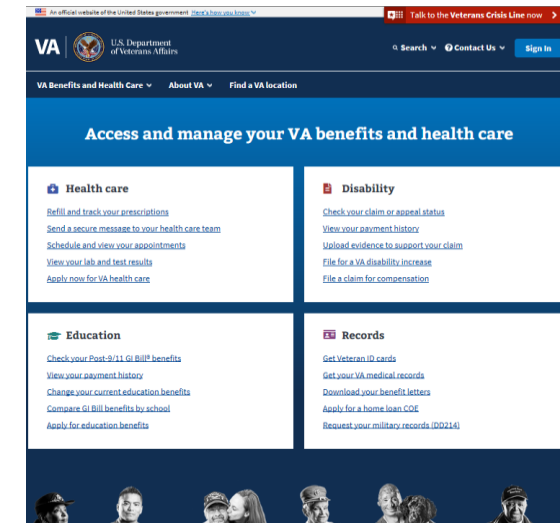 An official website of the United States government Here's how you know
Talk to the Veterans Crisis Line now
VA
U.S. Department
of Veterans Affairs
Search
Contact Us
Sign In
VA Benefits and Health Care
About VA
Find a VA location
Access and manage your VA benefits and health care
Health care
Refill and track your prescriptions
Send a secure message to your health care team
Schedule and view your appointments
View your lab and test results
Apply now for VA health care
Disability
Check your claim or appeal status
View your payment history
Upload evidence to support your claim
File for a VA disability increase
File a claim for compensation
Education
Check your Post-9/11 GI Bill® benefits
View your payment history
Change your current education benefits
Compare GI Bill benefits by school
Apply for education benefits
Records
Get Veteran ID cards
Get your VA medical records
Download your benefit letters
Apply for a home loan COE
Request your military records (DD214)